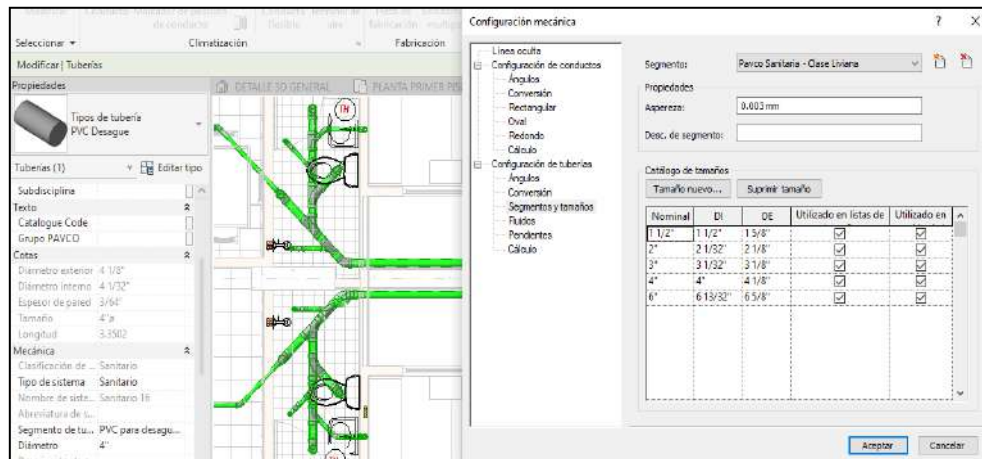 de conducto
flexible
aire
fabricación
Seleccionar
Climatización
Fabricación
Modificar | Tuberías
Propiedades
Tipos de tubería
PVC Desague
Tuberías (1)
Editar tipo
Subdisciplina
Texto
Catalogue Code
Grupo PAVCO
Cotas
Diámetro exterior 4 1/8"
Diámetro interno 4 1/32"
Espesor de pared 3/64"
Tamaño 4"ø
Longitud 3.3502
Mecánica
Clasificación de ... Sanitario
Tipo de sistema Sanitario
Nombre de siste... Sanitario 16
Abreviatura de s...
Segmento de tu... PVC para desagu...
Diámetro 4"
DETALLE 3D GENERAL
PLANTA PRIMER PIS
Configuración mecánica
? X
Línea oculta
Configuración de conductos
Ángulos
Conversión
Rectangular
Oval
Redondo
Cálculo
Configuración de tuberías
Ángulos
Conversión
Segmentos y tamaños
Fluidos
Pendientes
Cálculo
Segmento: Pavco Sanitaria - Clase Liviana
Propiedades
Aspereza: 0.003 mm
Desc. de segmento:
Catálogo de tamaños
Tamaño nuevo... Suprimir tamaño
Nominal DI DE Utilizado en listas de Utilizado en
1 1/2" 1 1/2" 1 5/8"
2" 2 1/32" 2 1/8"
3" 3 1/32" 3 1/8"
4" 4" 4 1/8"
6" 6 13/32" 6 5/8"
Aceptar Cancelar